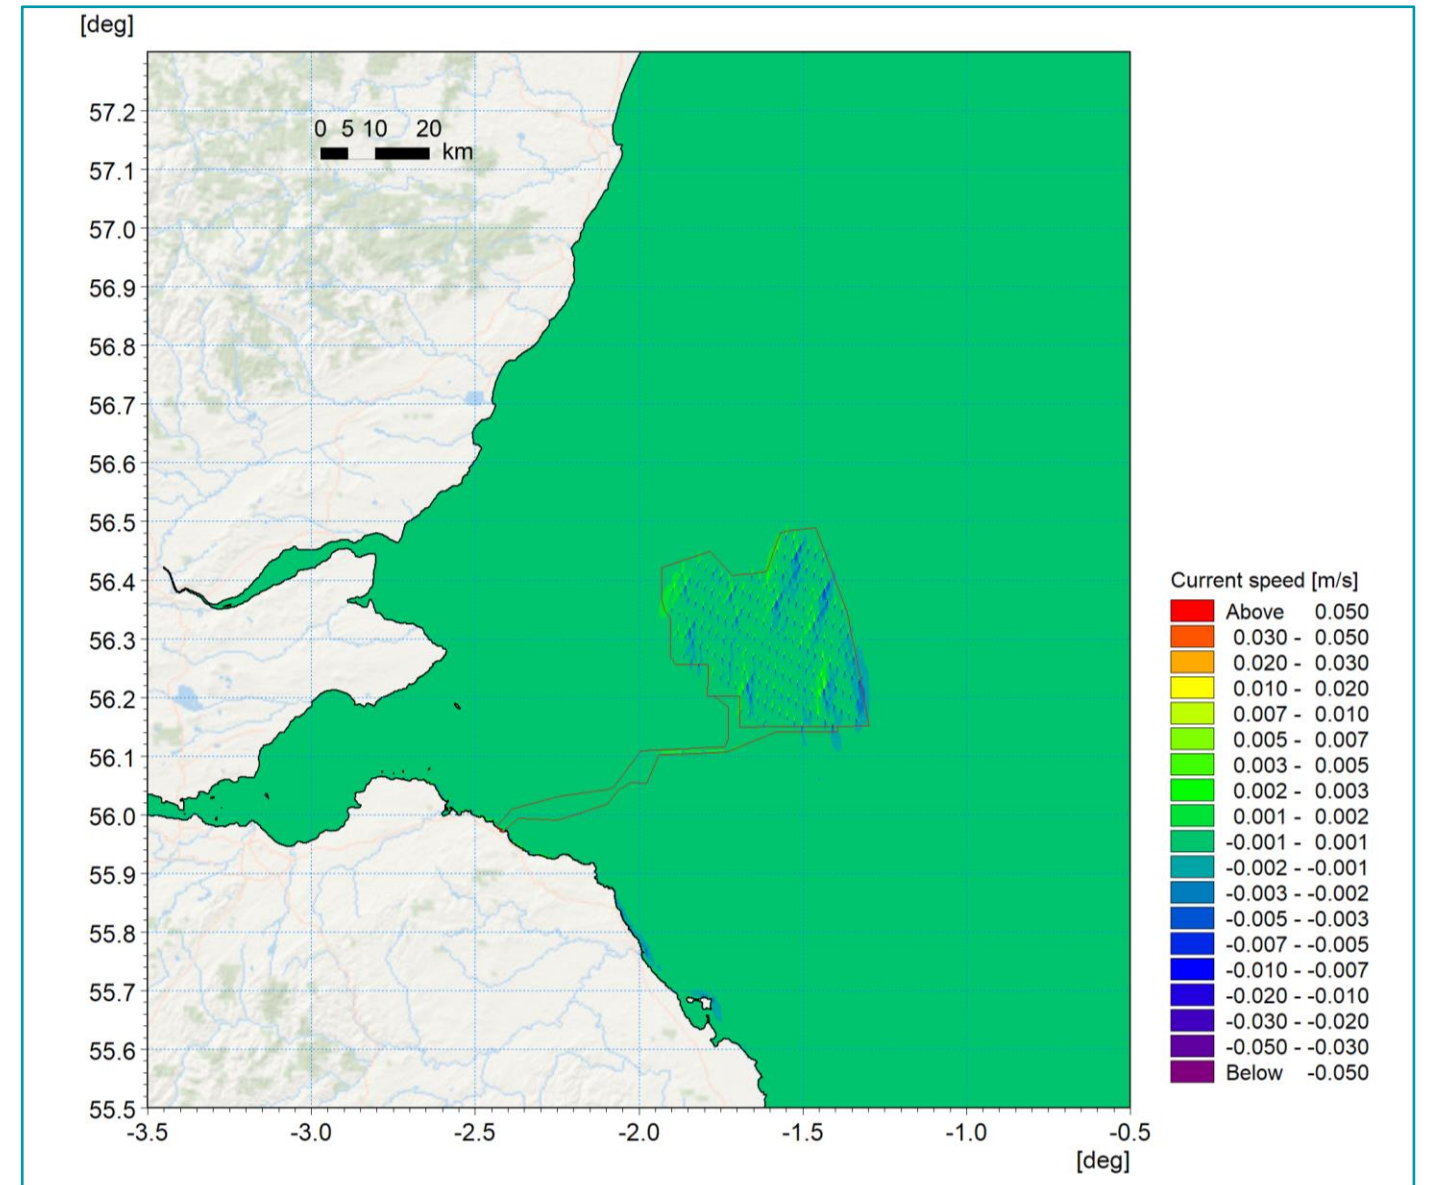 [deg]
57.2
0 5 10 20
km
57.1
57.0
56.9
56.8
56.7
56.6
56.5
56.4
56.3
56.2
56.1
56.0
55.9
55.8
55.7
55.6
55.5
-3.5 -3.0 -2.5 -2.0 -1.5 -1.0 -0.5
[deg]
Current speed [m/s]
Above 0.050
0.030 - 0.050
0.020 - 0.030
0.010 - 0.020
0.007 - 0.010
0.005 - 0.007
0.003 - 0.005
0.002 - 0.003
0.001 - 0.002
-0.001 - 0.001
-0.002 - -0.001
-0.003 - -0.002
-0.005 - -0.003
-0.007 - -0.005
-0.010 - -0.007
-0.020 - -0.010
-0.030 - -0.020
-0.050 - -0.030
Below -0.050